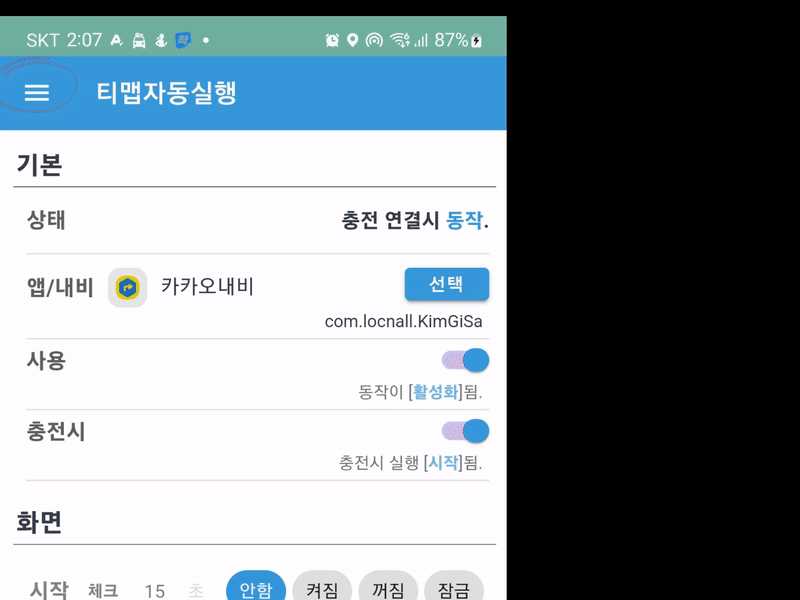 SKT 2:07 87%
티맵자동실행
기본
상태 충전 연결시 동작.
앱/내비 카카오내비 선택
com.locnall.KimGiSa
사용
동작이 [활성화]됨.
충전시
충전시 실행 [시작]됨.
화면
시작 체크 15 초 안함 켜짐 꺼짐 잠금